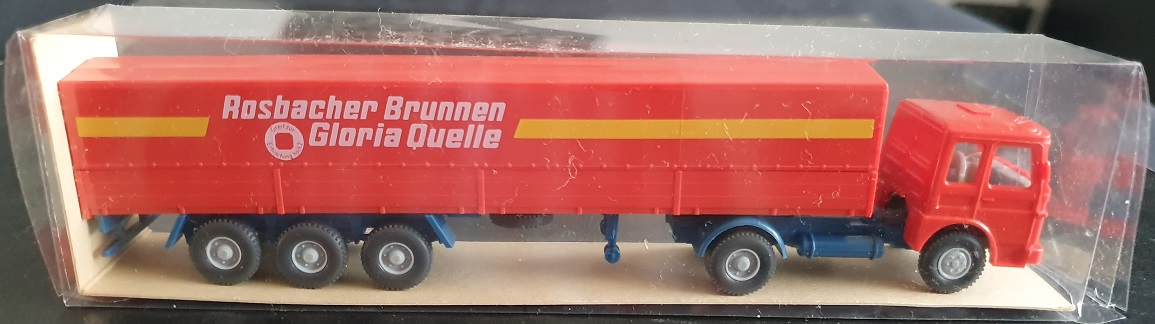 Rosbacher Brunnen
Gloria Quelle